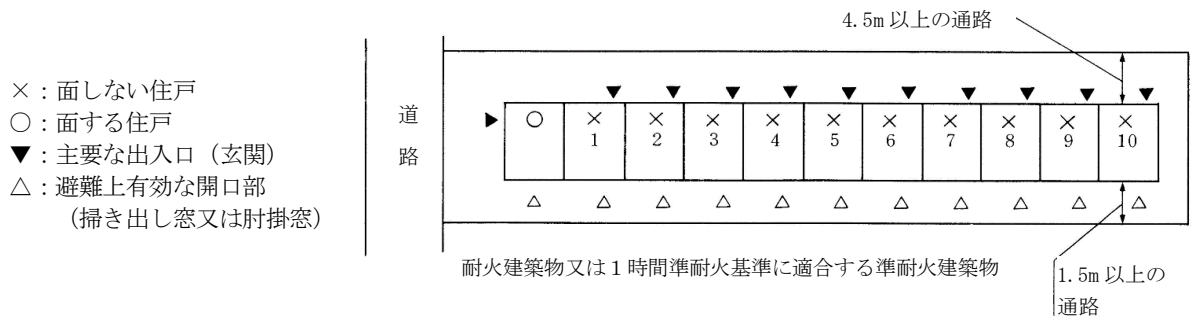 4.5m 以上の通路
×：面しない住戸
○：面する住戸
▼：主要な出入口（玄関）
△：避難上有効な開口部
（掃き出し窓又は肘掛窓）
道路
▶ ○ × × × × × × × × × ×
1 2 3 4 5 6 7 8 9 10
耐火建築物又は１時間準耐火基準に適合する準耐火建築物
1.5m 以上の
通路